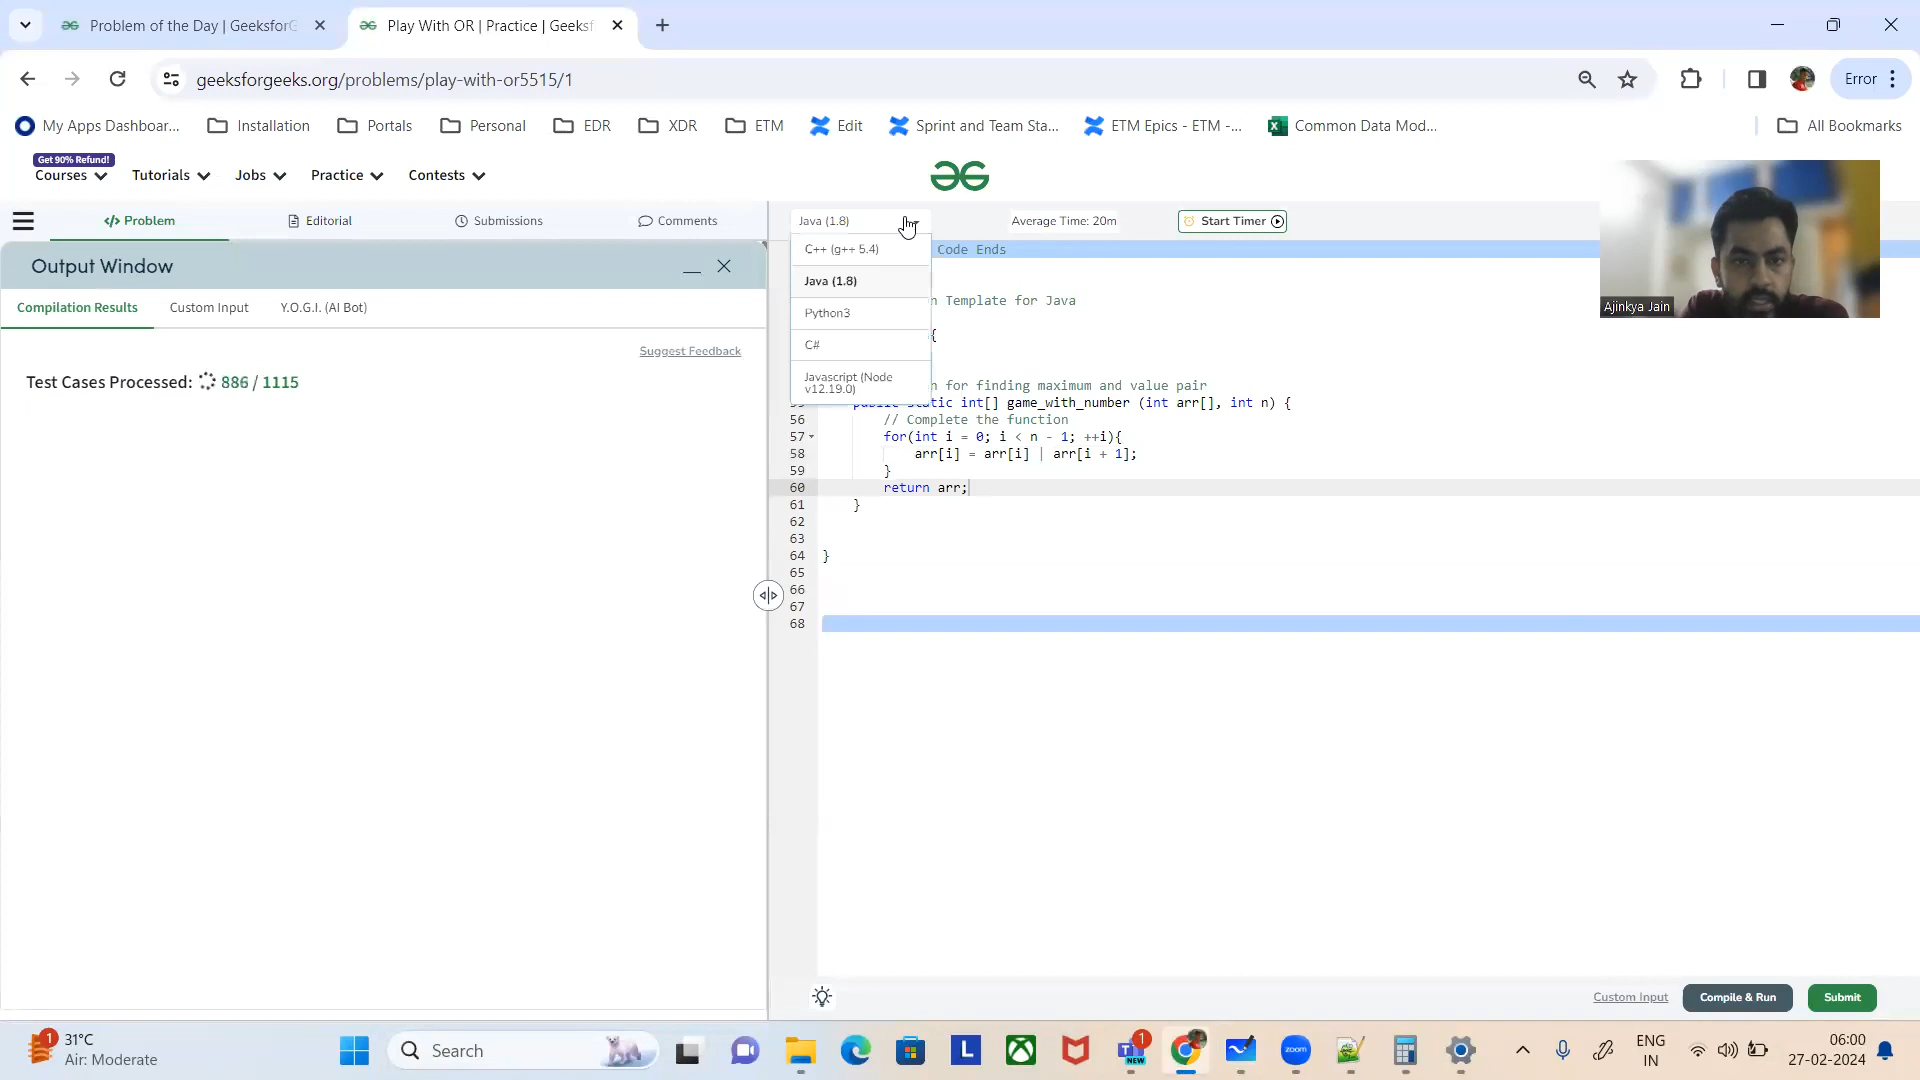 Problem of the Day | GeeksforG
Play With OR | Practice | Geeksf
geeksforgeeks.org/problems/play-with-or5515/1
Error
My Apps Dashboar...
Installation
Portals
Personal
EDR
XDR
ETM
Edit
Sprint and Team Sta...
ETM Epics - ETM -...
Common Data Mod...
All Bookmarks
Get 90% Refund!
Courses
Tutorials
Jobs
Practice
Contests
Problem
Editorial
Submissions
Comments
Java (1.8)
Average Time: 20m
Start Timer
Output Window
Compilation Results
Custom Input
Y.O.G.I. (AI Bot)
Suggest Feedback
Test Cases Processed: 886 / 1115
C++ (g++ 5.4)
Java (1.8)
Python3
C#
Javascript (Node
v12.19.0)
Code Ends
n Template for Java
{
n for finding maximum and value pair
public static int[] game_with_number (int arr[], int n) {
56 // Complete the function
57 for(int i = 0; i < n - 1; ++i){
58 arr[i] = arr[i] | arr[i + 1];
59 }
60 return arr;
61 }
62
63
64 }
65
66
67
68
Ajinkya Jain
Custom Input
Compile & Run
Submit
1
31°C
Air: Moderate
Search
L
1
NEW
zoom
ENG
IN
06:00
27-02-2024